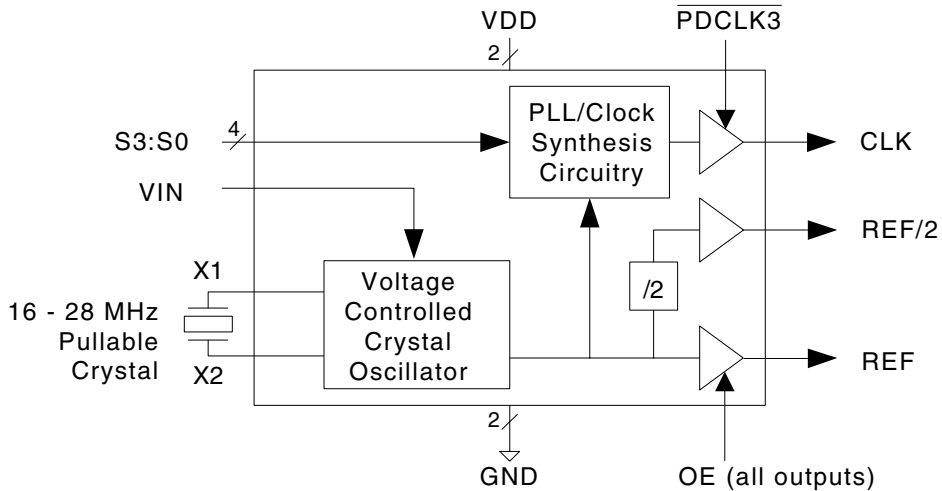 VDD
PDCLK3
2
S3:S0
4
PLL/Clock
Synthesis
Circuitry
CLK
VIN
REF/2
X1
16 - 28 MHz
Pullable
Crystal
X2
Voltage
Controlled
Crystal
Oscillator
/2
REF
2
GND
OE (all outputs)